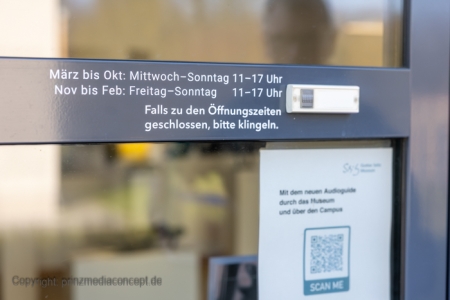 März bis Okt: Mittwoch–Sonntag 11–17 Uhr
Nov bis Feb: Freitag–Sonntag 11–17 Uhr
Falls zu den Öffnungszeiten
geschlossen, bitte klingeln.
Mit dem neuen Audioguide
durch das Museum
und über den Campus
SCAN ME
Copyright: ganzmediaconcept.de